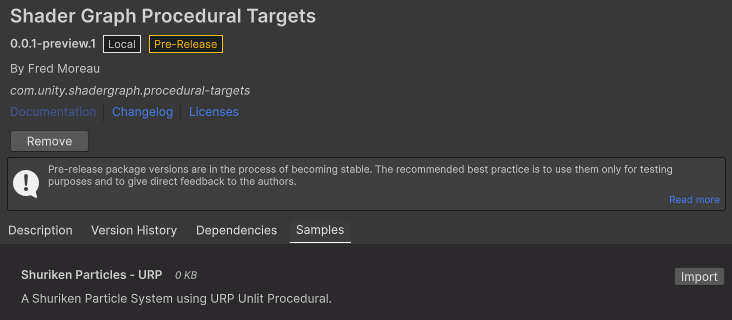 Shader Graph Procedural Targets
0.0.1-preview.1 Local Pre-Release
By Fred Moreau
com.unity.shadergraph.procedural-targets
Documentation Changelog Licenses
Remove
Pre-release package versions are in the process of becoming stable. The recommended best practice is to use them only for testing
purposes and to give direct feedback to the authors.
Read more
Description Version History Dependencies Samples
Shuriken Particles - URP 0 KB
Import
A Shuriken Particle System using URP Unlit Procedural.